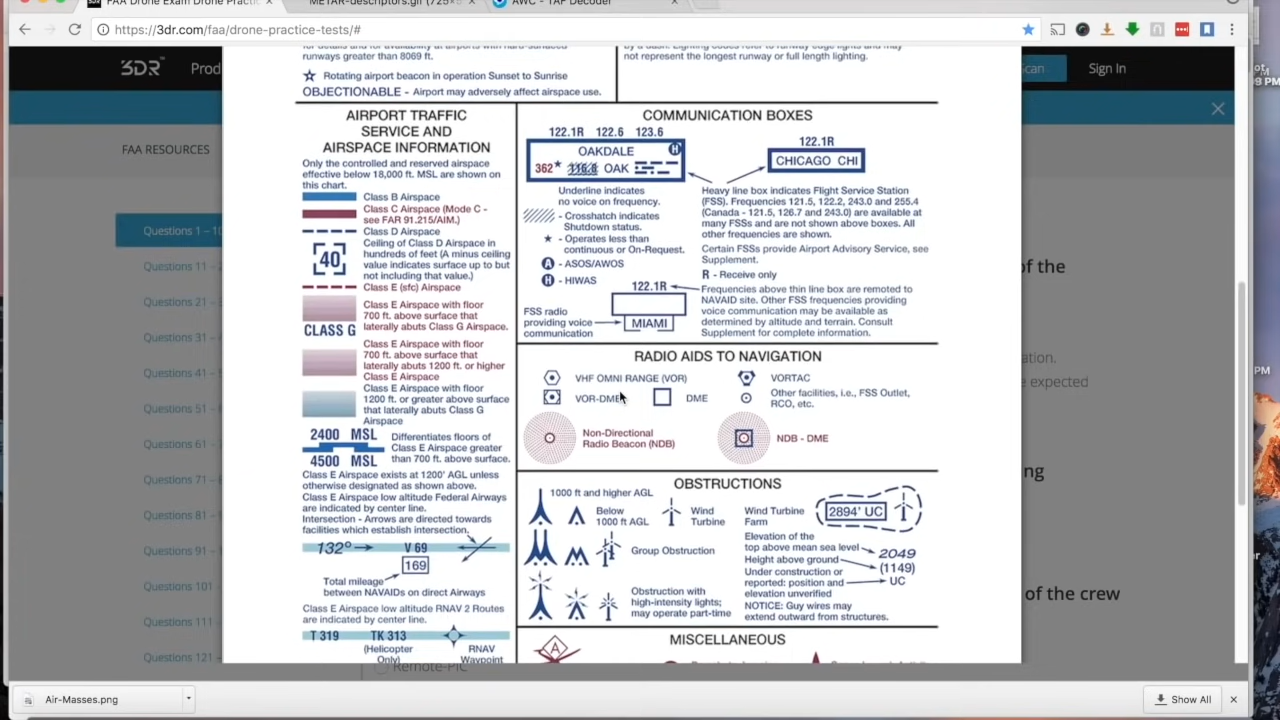 FAA Drone Exam Drone Practi
METAR-descriptors.gif (725×5
AWC - TAF Decoder
https://3dr.com/faa/drone-practice-tests/#
3DR
Prod
Scan
Sign In
FAA RESOURCES
Questions 1 – 10
Questions 11 – 2
Questions 21 –
Questions 31 –
Questions 41 –
Questions 51 –
Questions 61 –
Questions 71 –
Questions 81 –
Questions 91 –
Questions 101
Questions 111
Questions 121
runways greater than 8069 ft.
by a dash. Lighting codes refer to runway edge lights and may
not represent the longest runway or full length lighting.
Rotating airport beacon in operation Sunset to Sunrise
OBJECTIONABLE - Airport may adversely affect airspace use.
AIRPORT TRAFFIC
SERVICE AND
AIRSPACE INFORMATION
Only the controlled and reserved airspace
effective below 18,000 ft. MSL are shown on
this chart.
Class B Airspace
Class C Airspace (Mode C -
see FAR 91.215/AIM.)
Class D Airspace
40
Ceiling of Class D Airspace in
hundreds of feet (A minus ceiling
value indicates surface up to but
not including that value.)
Class E (sfc) Airspace
Class E Airspace with floor
700 ft. above surface that
laterally abuts Class G Airspace.
CLASS G
Class E Airspace with floor
700 ft. above surface that
laterally abuts 1200 ft. or higher
Class E Airspace
Class E Airspace with floor
1200 ft. or greater above surface
that laterally abuts Class G
Airspace
2400 MSL
4500 MSL
Differentiates floors of
Class E Airspace greater
than 700 ft. above surface.
Class E Airspace exists at 1200' AGL unless
otherwise designated as shown above.
Class E Airspace low altitude Federal Airways
are indicated by center line.
Intersection - Arrows are directed towards
facilities which establish intersection.
132° V 69
169
Total mileage
between NAVAIDs on direct Airways
Class E Airspace low altitude RNAV 2 Routes
are indicated by center line.
T 319 TK 313
(Helicopter
Only)
RNAV
Waypoint
COMMUNICATION BOXES
122.1R 122.6 123.6
OAKDALE H
362* 116.8 OAK
122.1R
CHICAGO CHI
Underline indicates
no voice on frequency.
- Crosshatch indicates
Shutdown status.
★ - Operates less than
continuous or On-Request.
A - ASOS/AWOS
H - HIWAS
Heavy line box indicates Flight Service Station
(FSS). Frequencies 121.5, 122.2, 243.0 and 255.4
(Canada - 121.5, 126.7 and 243.0) are available at
many FSSs and are not shown above boxes. All
other frequencies are shown.
Certain FSSs provide Airport Advisory Service, see
Supplement.
R - Receive only
122.1R
FSS radio
providing voice
communication
MIAMI
Frequencies above thin line box are remoted to
NAVAID site. Other FSS frequencies providing
voice communication may be available as
determined by altitude and terrain. Consult
Supplement for complete information.
RADIO AIDS TO NAVIGATION
VHF OMNI RANGE (VOR)
VORTAC
VOR-DME
DME
Other facilities, i.e., FSS Outlet,
RCO, etc.
Non-Directional
Radio Beacon (NDB)
NDB - DME
OBSTRUCTIONS
1000 ft and higher AGL
Below
1000 ft AGL
Wind
Turbine
Wind Turbine
Farm
2894' UC
Group Obstruction
Obstruction with
high-intensity lights;
may operate part-time
Elevation of the
top above mean sea level
Height above ground
Under construction or
reported: position and
elevation unverified
2049
(1149)
UC
NOTICE: Guy wires may
extend outward from structures.
MISCELLANEOUS
A
of the
ation.
e expected
ng
of the crew
Remote-PIC
Air-Masses.png
Show All